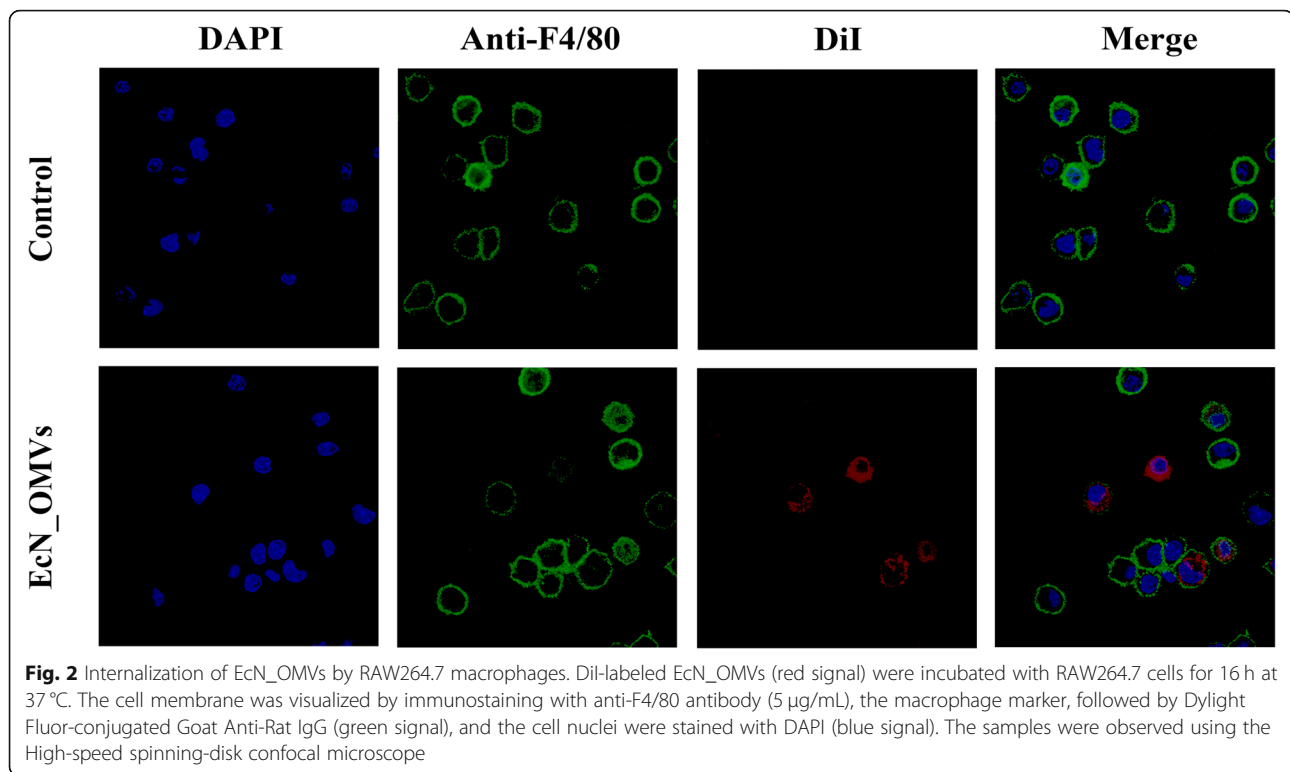 DAPI Anti-F4/80 DiI Merge
Control
EcN_OMVs
Fig. 2 Internalization of EcN_OMVs by RAW264.7 macrophages. DiI-labeled EcN_OMVs (red signal) were incubated with RAW264.7 cells for 16 h at
37 °C. The cell membrane was visualized by immunostaining with anti-F4/80 antibody (5 μg/mL), the macrophage marker, followed by Dylight
Fluor-conjugated Goat Anti-Rat IgG (green signal), and the cell nuclei were stained with DAPI (blue signal). The samples were observed using the
High-speed spinning-disk confocal microscope